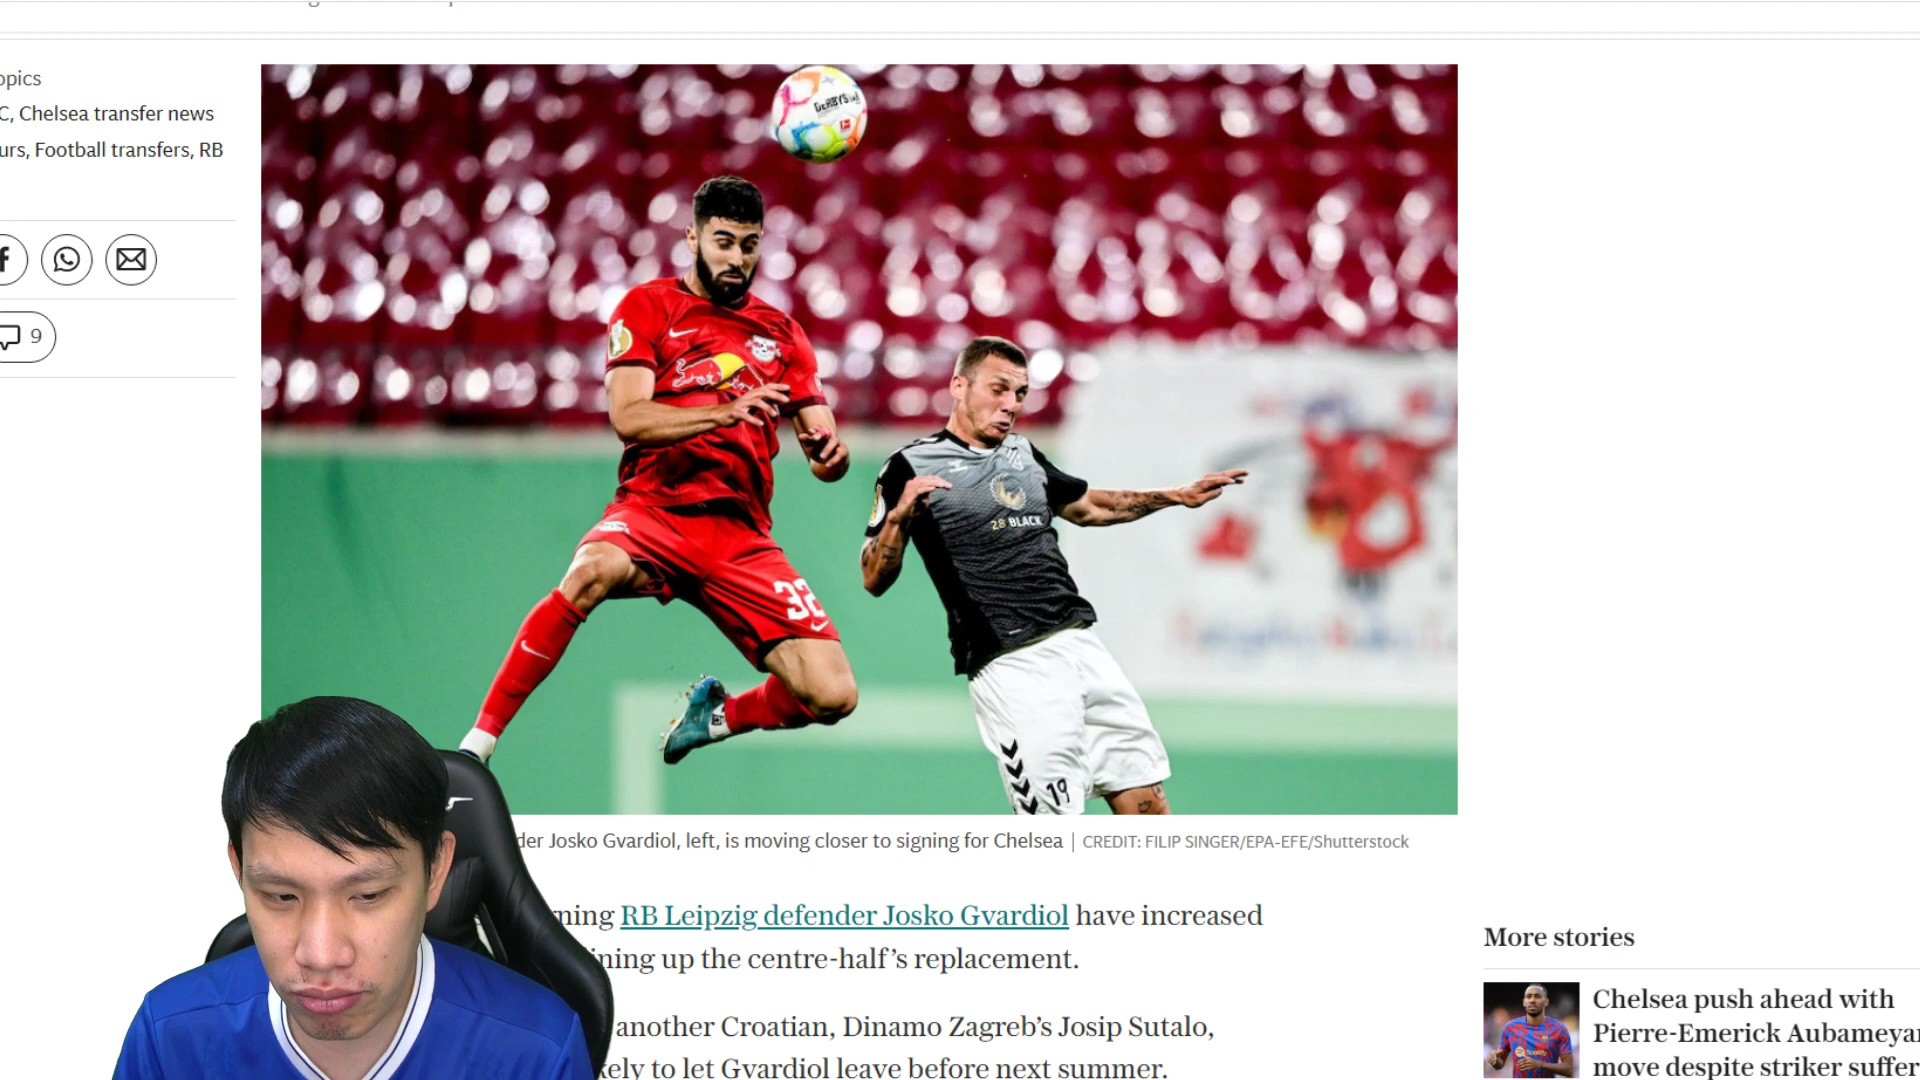 opics
C, Chelsea transfer news
urs, Football transfers, RB
f
9
DERBYSTAR
32
28 BLACK
19
der Josko Gvardiol, left, is moving closer to signing for Chelsea | CREDIT: FILIP SINGER/EPA-EFE/Shutterstock
ning RB Leipzig defender Josko Gvardiol have increased
ining up the centre-half's replacement.
another Croatian, Dinamo Zagreb's Josip Sutalo,
kely to let Gvardiol leave before next summer.
More stories
Chelsea push ahead with
Pierre-Emerick Aubameyan
move despite striker suffer